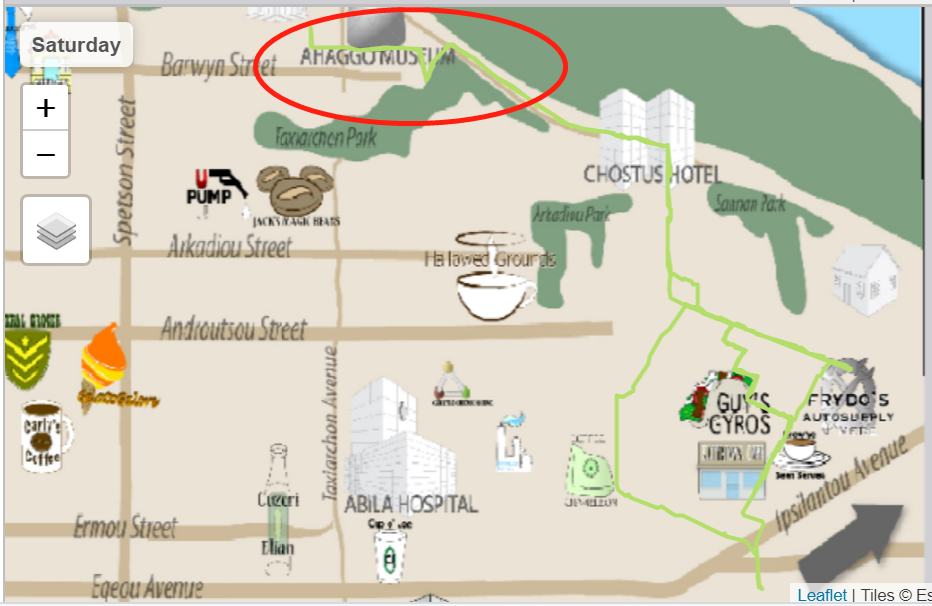 Saturday
Barwyn Street
AHAGGO MUSEUM
+
−
Taxiarchon Park
Spetson Street
CHOSTUS HOTEL
U
PUMP
JACK'S MAGIC BEANS
Arkadiou Park
Sannan Park
Arkadiou Street
Hallowed Grounds
Androutsou Street
Carly's
Coffee
Taxiarchon Avenue
GUY'S
GYROS
FRYDO'S
AUTOSUPPLY
ABILA HOSPITAL
CHAMELEON
Ipsilantou Avenue
Ouzeri
Elian
Ermou Street
Egeou Avenue
Leaflet | Tiles © Es